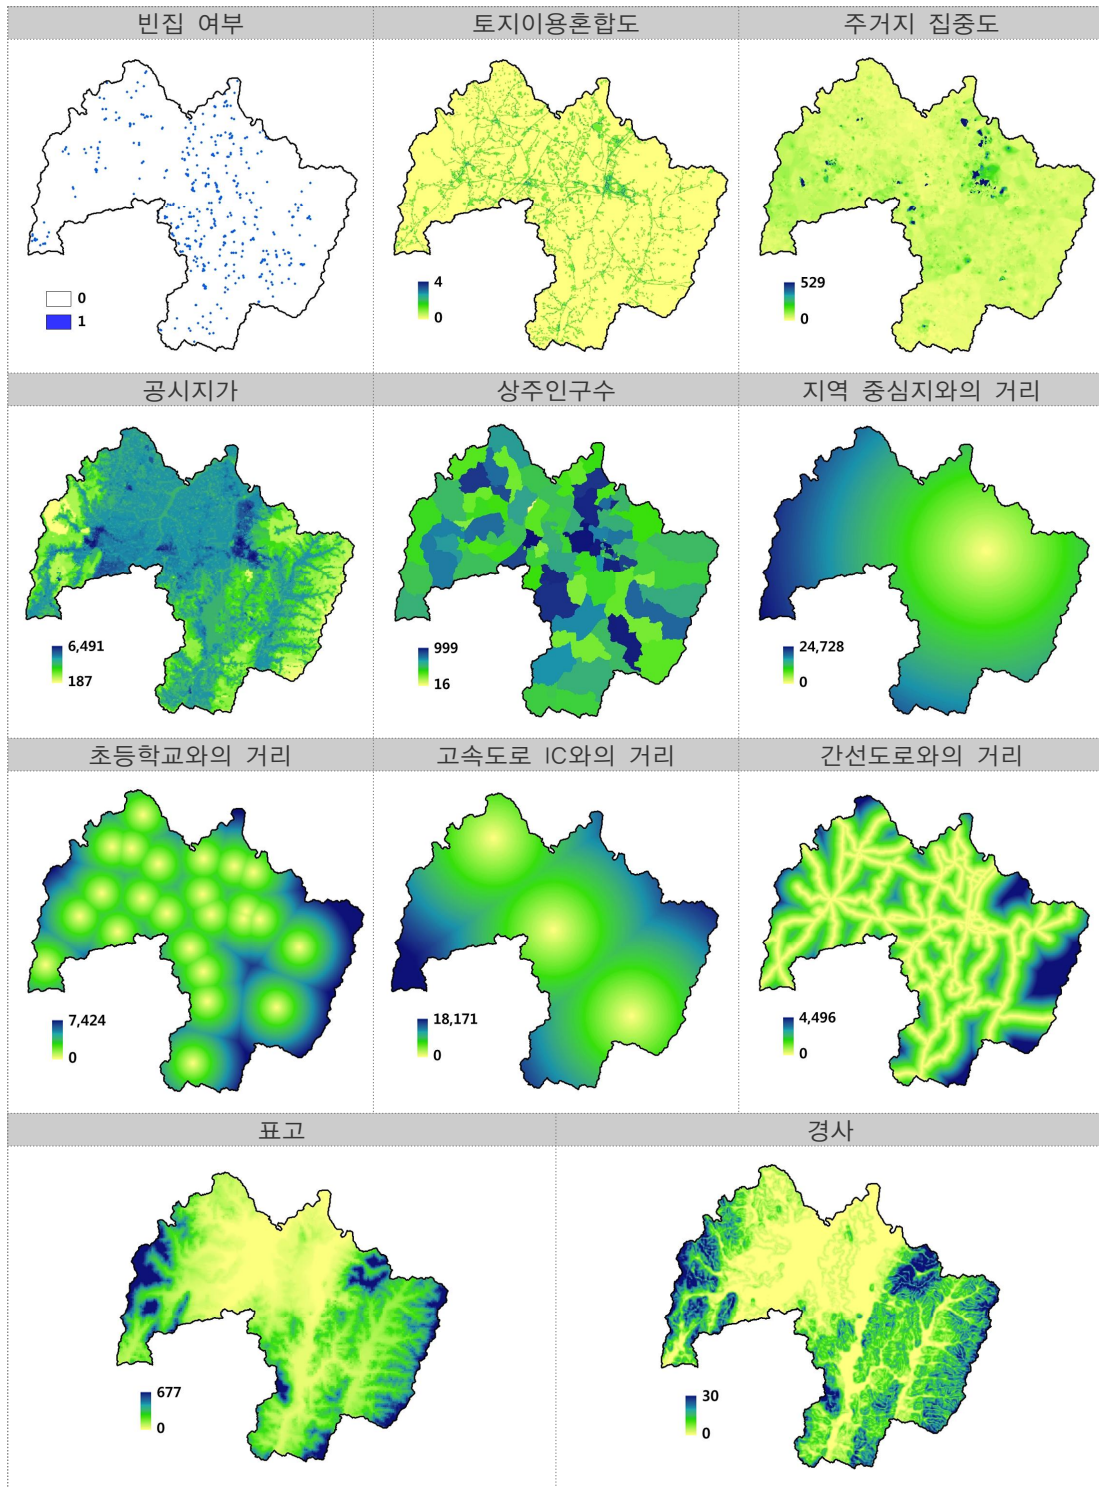 빈집 여부
토지이용혼합도
주거지 집중도
0
1
4
0
529
0
공시지가
상주인구수
지역 중심지와의 거리
6,491
187
999
16
24,728
0
초등학교와의 거리
고속도로 IC와의 거리
간선도로와의 거리
7,424
0
18,171
0
4,496
0
표고
경사
677
0
30
0